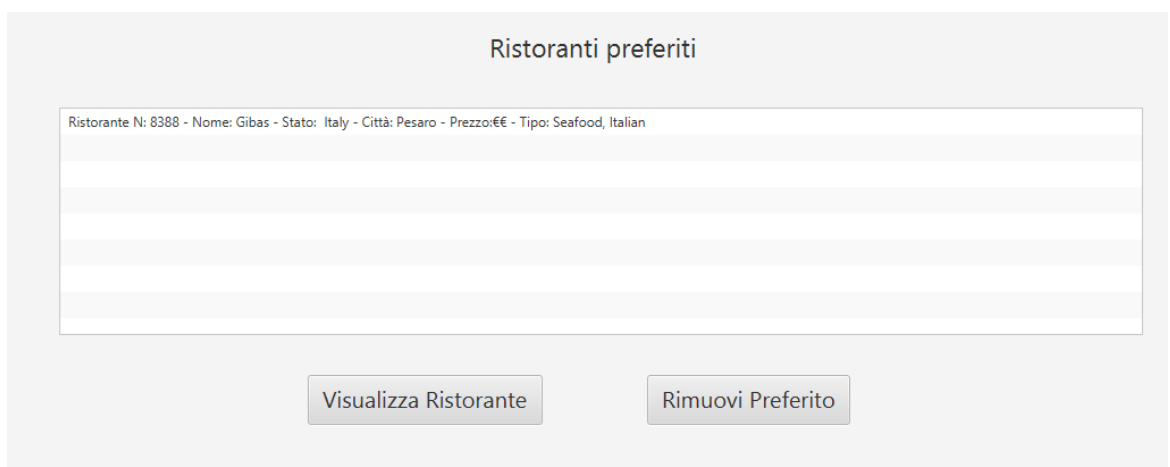 Ristoranti preferiti
Ristorante N: 8388 - Nome: Gibas - Stato:  Italy - Città: Pesaro - Prezzo:€€ - Tipo: Seafood, Italian
Visualizza Ristorante
Rimuovi Preferito